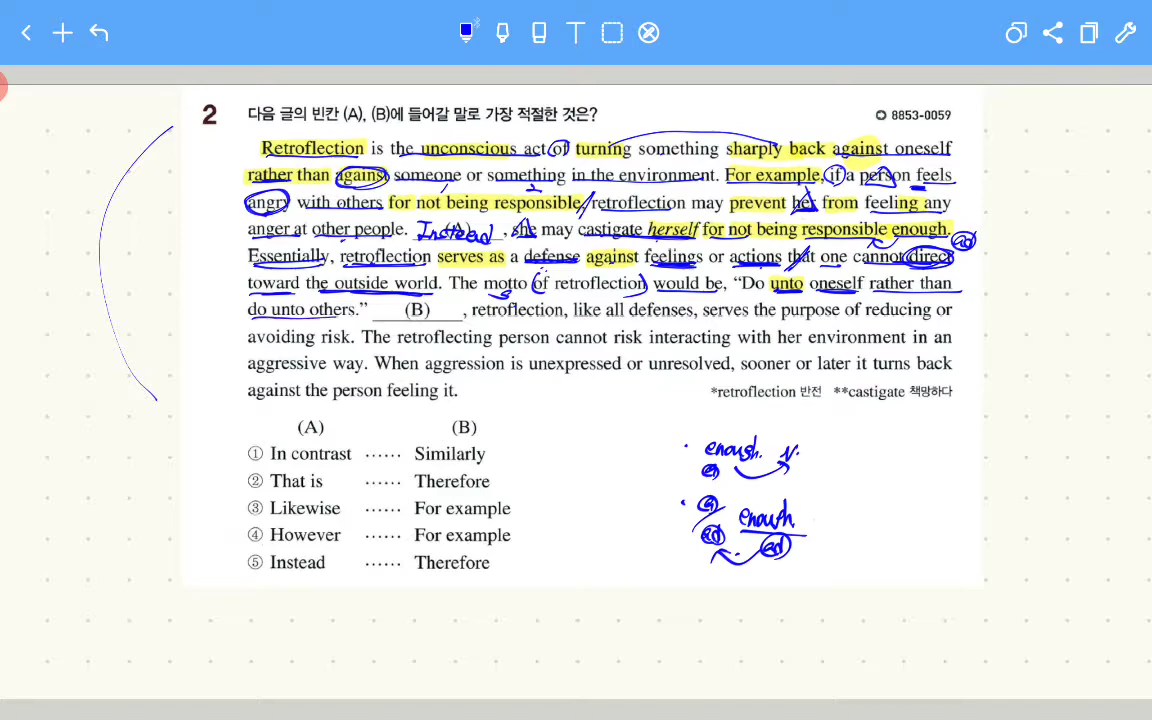 2 다음 글의 빈칸 (A), (B)에 들어갈 말로 가장 적절한 것은? 8853-0059
Retroflection is the unconscious act of turning something sharply back against oneself
rather than against someone or something in the environment. For example, if a person feels
angry with others for not being responsible, retroflection may prevent her from feeling any
anger at other people. Instead (A), she may castigate herself for not being responsible enough.
Essentially, retroflection serves as a defense against feelings or actions that one cannot direct
toward the outside world. The motto of retroflection would be, “Do unto oneself rather than
do unto others.” (B), retroflection, like all defenses, serves the purpose of reducing or
avoiding risk. The retroflecting person cannot risk interacting with her environment in an
aggressive way. When aggression is unexpressed or unresolved, sooner or later it turns back
against the person feeling it. *retroflection 반전 **castigate 책망하다
(A) (B)
① In contrast …… Similarly
② That is …… Therefore
③ Likewise …… For example
④ However …… For example
⑤ Instead …… Therefore
enough N.
a
a
ad enough
ad